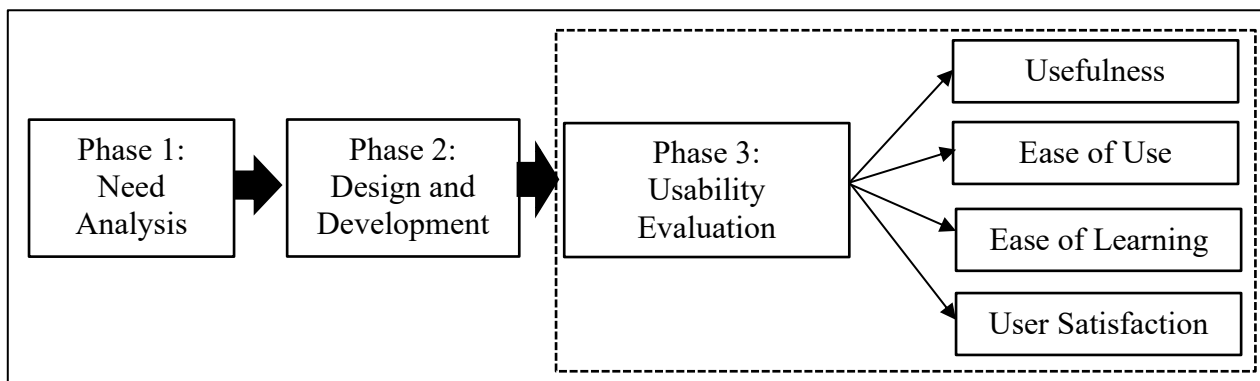 Phase 1:
Need
Analysis
Phase 2:
Design and
Development
Phase 3:
Usability
Evaluation
Usefulness
Ease of Use
Ease of Learning
User Satisfaction